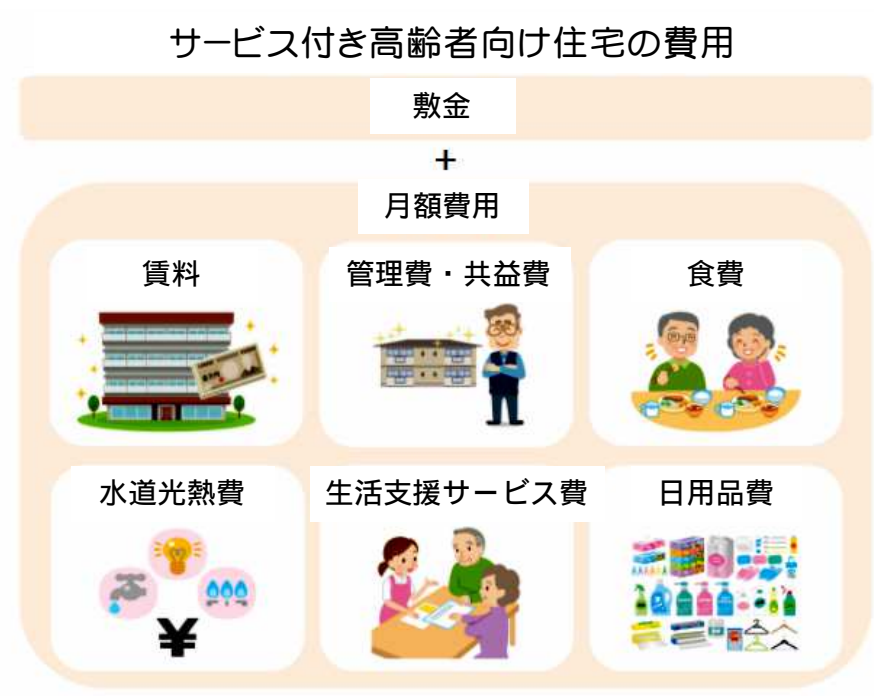 サービス付き高齢者向け住宅の費用
敷金
+
月額費用
賃料
管理費・共益費
食費
水道光熱費
生活支援サービス費
日用品費
¥